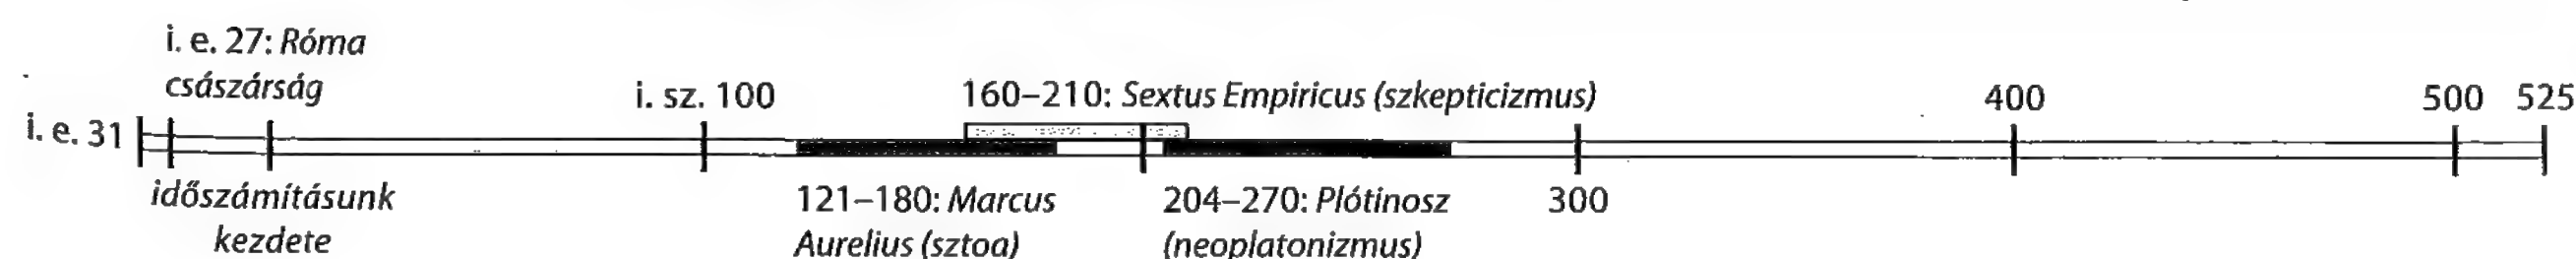 i. e. 27: Róma
császárság
i. e. 31
időszámításunk
kezdete
i. sz. 100
160–210: Sextus Empiricus (szkepticizmus)
121–180: Marcus
Aurelius (sztoa)
204–270: Plótinosz
(neoplatonizmus)
300
400
500
525